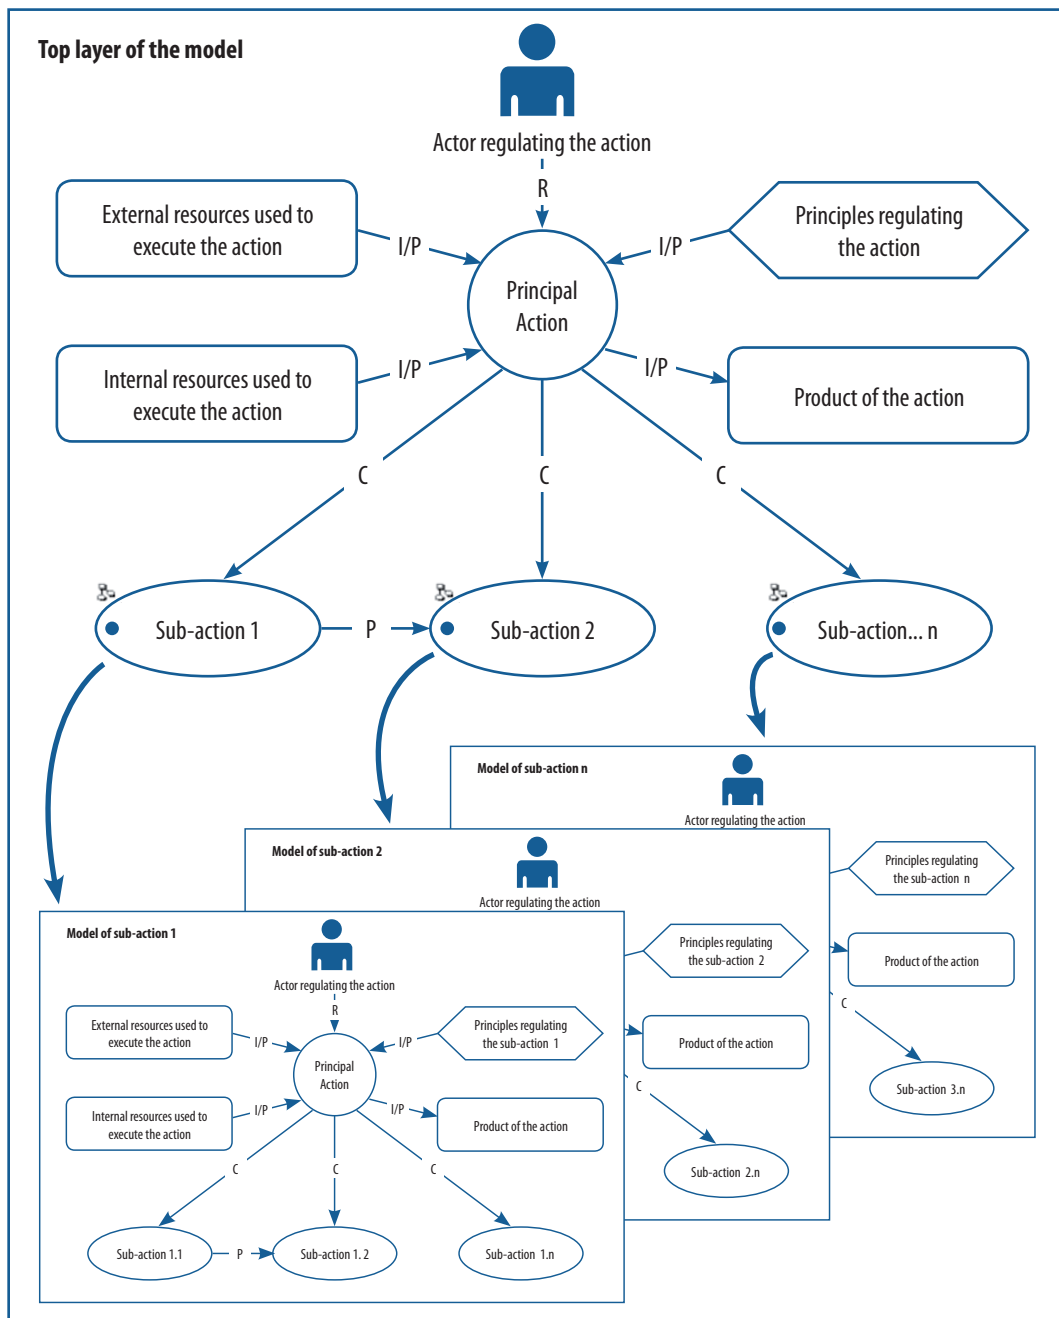 Top layer of the model
Actor regulating the action
R
External resources used to
execute the action
I/P
I/P
Principles regulating
the action
Principal
Action
Internal resources used to
execute the action
I/P
I/P
Product of the action
C
C
C
Sub-action 1
P
Sub-action 2
Sub-action... n
Model of sub-action n
Actor regulating the action
Principles regulating
the sub-action n
Product of the action
C
Sub-action 3.n
Model of sub-action 2
Actor regulating the action
Principles regulating
the sub-action 2
Product of the action
C
Sub-action 2.n
Model of sub-action 1
Actor regulating the action
R
External resources used to
execute the action
I/P
I/P
Principles regulating
the sub-action 1
Principal
Action
Internal resources used to
execute the action
I/P
I/P
Product of the action
C
C
C
Sub-action 1.1
P
Sub-action 1. 2
Sub-action 1.n